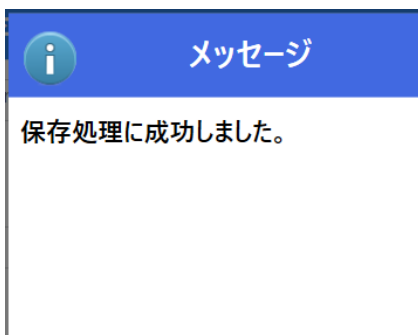 メッセージ
保存処理に成功しました。